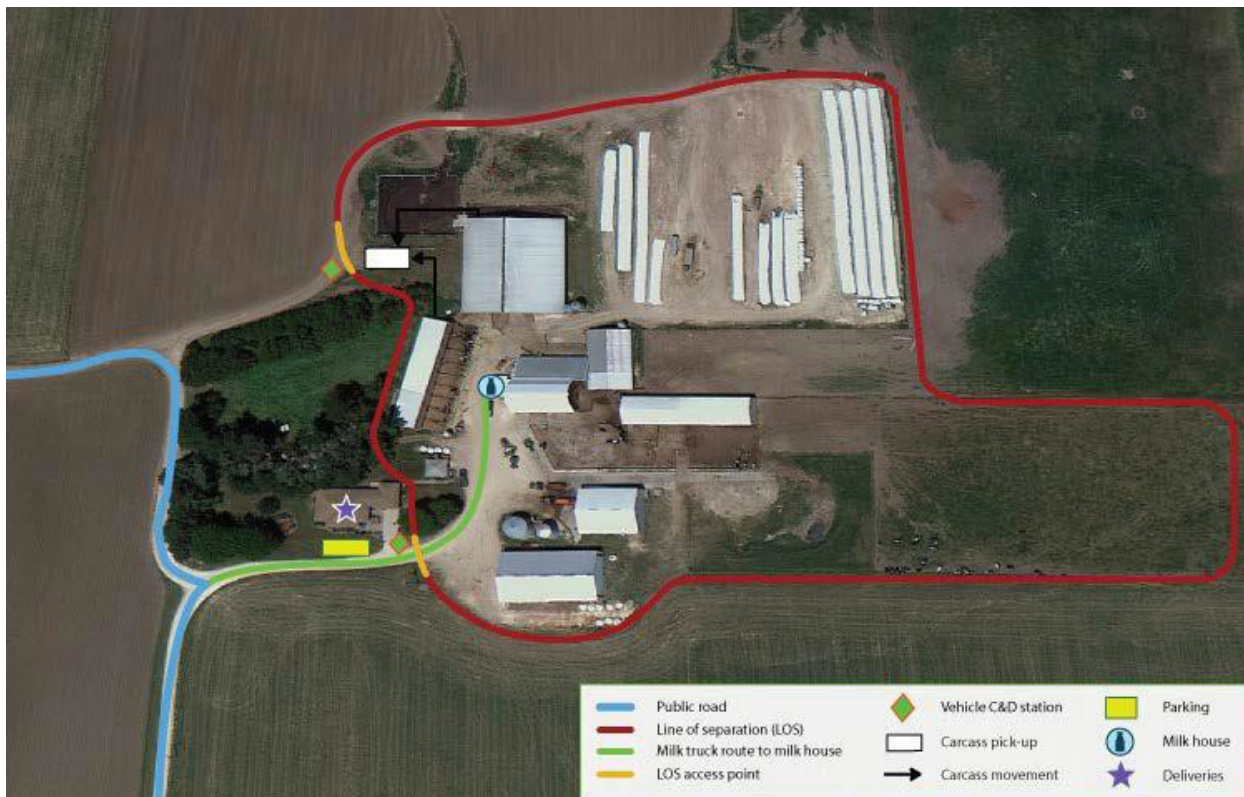 Public road
Line of separation (LOS)
Milk truck route to milk house
LOS access point
Vehicle C&D station
Carcass pick-up
Carcass movement
Parking
Milk house
Deliveries